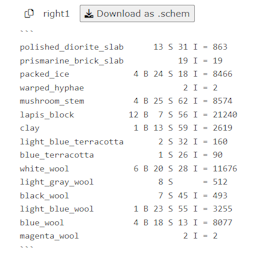 right1 Download as .schem
```
polished_diorite_slab 13 S 31 I = 863
prismarine_brick_slab 19 I = 19
packed_ice 4 B 24 S 18 I = 8466
warped_hyphae 2 I = 2
mushroom_stem 4 B 25 S 62 I = 8574
lapis_block 12 B 7 S 56 I = 21240
clay 1 B 13 S 59 I = 2619
light_blue_terracotta 2 S 32 I = 160
blue_terracotta 1 S 26 I = 90
white_wool 6 B 20 S 28 I = 11676
light_gray_wool 8 S = 512
black_wool 7 S 45 I = 493
light_blue_wool 1 B 23 S 55 I = 3255
blue_wool 4 B 18 S 13 I = 8077
magenta_wool 2 I = 2
```